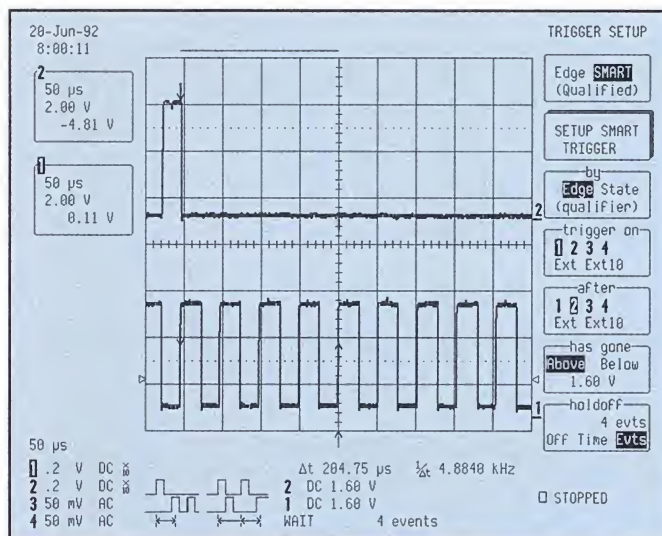 20-Jun-92
8:00:11
TRIGGER SETUP
2
50 µs
2.00 V
-4.81 V
1
50 µs
2.00 V
0.11 V
Edge SMART
(Qualified)
SETUP SMART
TRIGGER
by
Edge State
(qualifier)
trigger on
1 2 3 4
Ext Ext10
after
1 2 3 4
Ext Ext10
has gone
Above Below
1.60 V
holdoff
4 evts
Off Time Evts
2
1
50 µs
1 .2 V DC
2 .2 V DC
3 50 mV AC
4 50 mV AC
Δt 204.75 µs 1/Δt 4.8840 kHz
2 DC 1.60 V
1 DC 1.60 V
WAIT 4 events
STOPPED